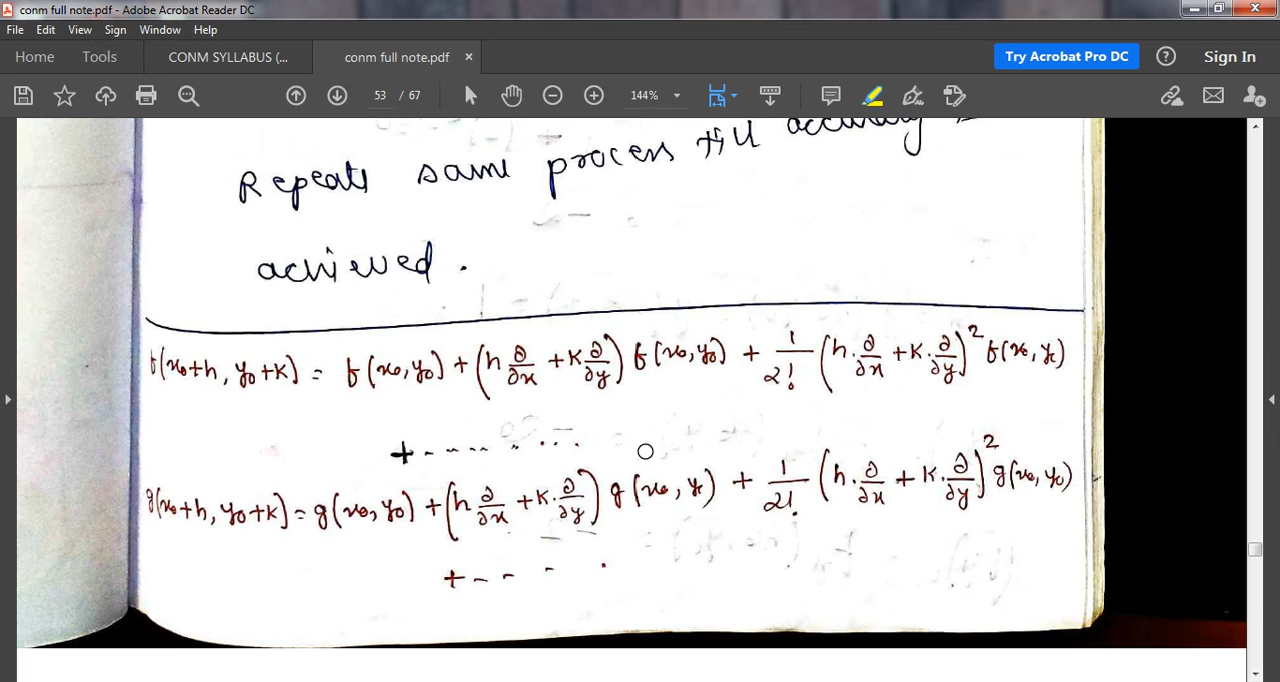 conm full note.pdf - Adobe Acrobat Reader DC
File Edit View Sign Window Help
Home Tools CONM SYLLABUS (... conm full note.pdf × Try Acrobat Pro DC ? Sign In
53 / 67 144%
Repeats same process till accuracy
achieved.
f(x₀+h, y₀+k) = f(x₀, y₀) + (h ∂/∂x + k ∂/∂y) f(x₀, y₀) + 1/2! (h·∂/∂x + k·∂/∂y)² f(x₀, y₀)
+ - - - - - - - - -
g(x₀+h, y₀+k) = g(x₀, y₀) + (h ∂/∂x + k·∂/∂y) g(x₀, y₀) + 1/2! (h·∂/∂x + k·∂/∂y)² g(x₀, y₀)
+ - - - .